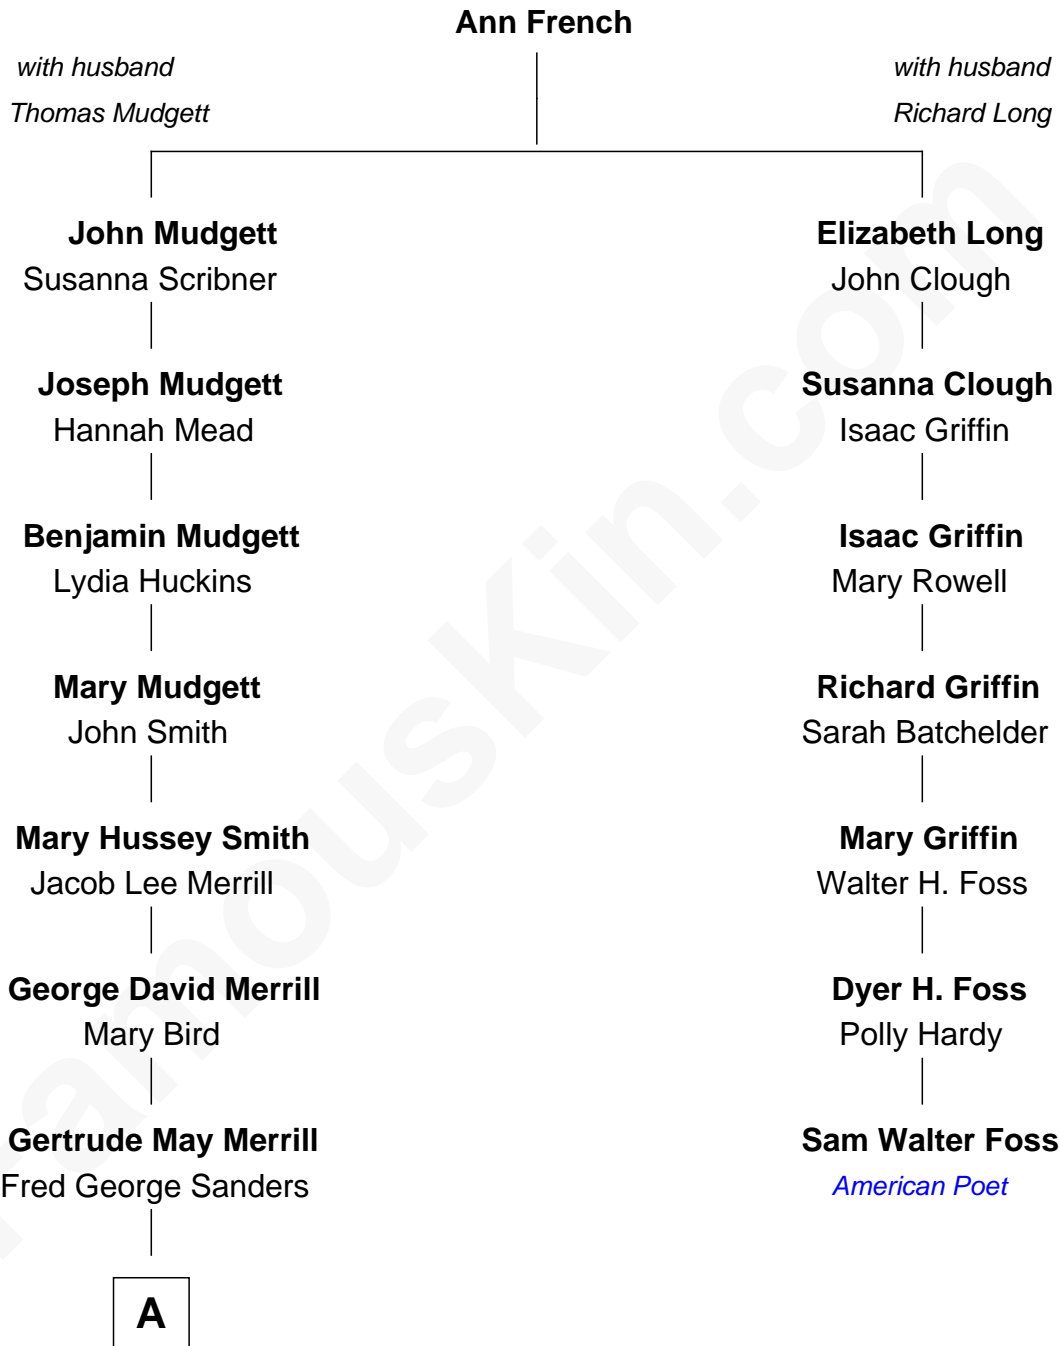 Ann French
with husband
Thomas Mudgett
with husband
Richard Long
John Mudgett
Susanna Scribner
Elizabeth Long
John Clough
Joseph Mudgett
Hannah Mead
Susanna Clough
Isaac Griffin
Benjamin Mudgett
Lydia Huckins
Isaac Griffin
Mary Rowell
Mary Mudgett
John Smith
Richard Griffin
Sarah Batchelder
Mary Hussey Smith
Jacob Lee Merrill
Mary Griffin
Walter H. Foss
George David Merrill
Mary Bird
Dyer H. Foss
Polly Hardy
Gertrude May Merrill
Fred George Sanders
Sam Walter Foss
American Poet
A
FamousKin.com